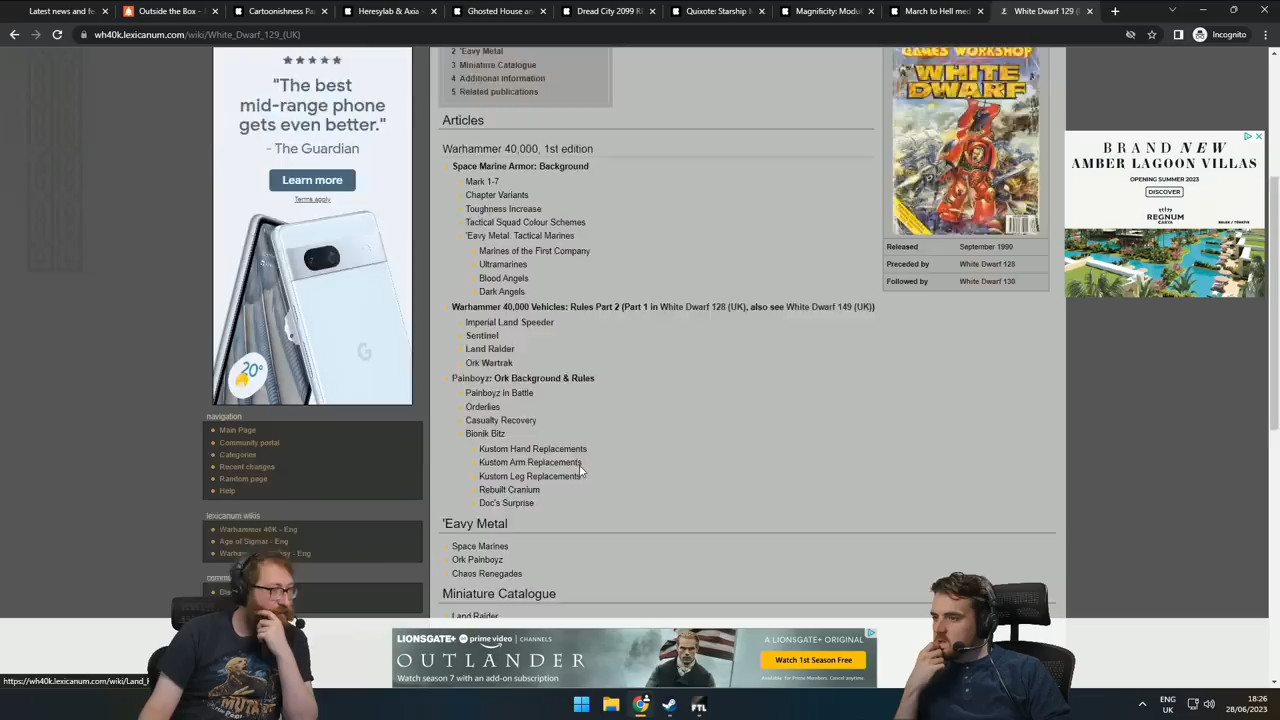 Latest news and fe
Outside the Box -
Cartoonishness Pa
Heresylab & Axia
Ghosted House an
Dread City 2099 R
Quixote: Starship N
Magnificity: Modu
March to Hell med
White Dwarf 129 (
wh40k.lexicanum.com/wiki/White_Dwarf_129_(UK)
Incognito
"The best
mid-range phone
gets even better."
- The Guardian
Learn more
Terms apply
G
20°
navigation
Main Page
Community portal
Categories
Recent changes
Random page
Help
lexicanum wikis
Warhammer 40K - Eng
Age of Sigmar - Eng
2 'Eavy Metal
3 Miniature Catalogue
4 Additional information
5 Related publications
Articles
Warhammer 40,000, 1st edition
Space Marine Armor: Background
Mark 1-7
Chapter Variants
Toughness Increase
Tactical Squad Colour Schemes
'Eavy Metal: Tactical Marines
Marines of the First Company
Ultramarines
Blood Angels
Dark Angels
Warhammer 40,000 Vehicles: Rules Part 2 (Part 1 in White Dwarf 128 (UK), also see White Dwarf 149 (UK))
Imperial Land Speeder
Sentinel
Land Raider
Ork Wartrak
Painboyz: Ork Background & Rules
Painboyz in Battle
Orderlies
Casualty Recovery
Bionik Bitz
Kustom Hand Replacements
Kustom Arm Replacements
Kustom Leg Replacements
Rebuilt Cranium
Doc's Surprise
'Eavy Metal
Space Marines
Ork Painboyz
Chaos Renegades
Miniature Catalogue
Land Raider
GAMES WORKSHOP
WHITE
DWARF
Released September 1990
Preceded by White Dwarf 128
Followed by White Dwarf 130
BRAND NEW
AMBER LAGOON VILLAS
OPENING SUMMER 2023
DISCOVER
REGNUM
CARYA
LIONSGATE+ prime video CHANNELS
OUTLANDER
Watch season 7 with an add-on subscription
A LIONSGATE+ ORIGINAL
Watch 1st Season Free
Available for Prime Members, Cancel anytime
https://wh40k.lexicanum.com/wiki/Land_R
FTL
ENG
UK
18:26
28/06/2023